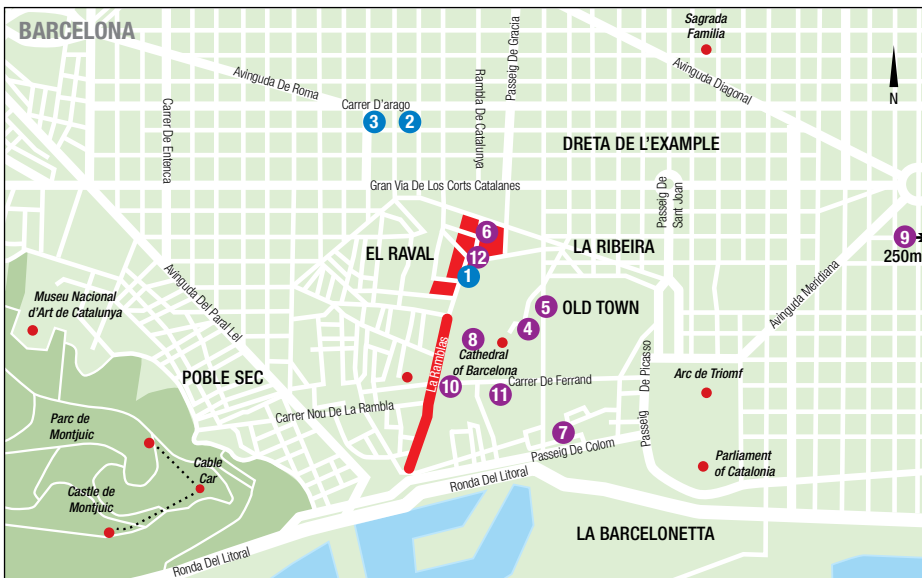 BARCELONA
Sagrada
Familia
Passeig De Gracia
Avinguda De Roma
Rambla De Catalunya
Avinguda Diagonal
N
Carrer De Entenca
Carrer D'arago
3
2
DRETA DE L'EXAMPLE
Gran Via De Los Corts Catalanes
Passeig De
Sant Joan
6
9
EL RAVAL
LA RIBEIRA
12
250m
1
Avinguda Meridiana
Museu Nacional
d'Art de Catalunya
Avinguda Del Paral Lel
5
OLD TOWN
4
8
Cathedral
of Barcelona
La Ramblas
POBLE SEC
Passeig De Picasso
Arc de Triomf
Carrer De Ferrand
10
11
Carrer Nou De La Rambla
Parc de
Montjuic
7
Passeig De Colom
Cable
Car
Parliament
of Catalonia
Ronda Del Litoral
Castle de
Montjuic
LA BARCELONETTA
Ronda Del Litoral